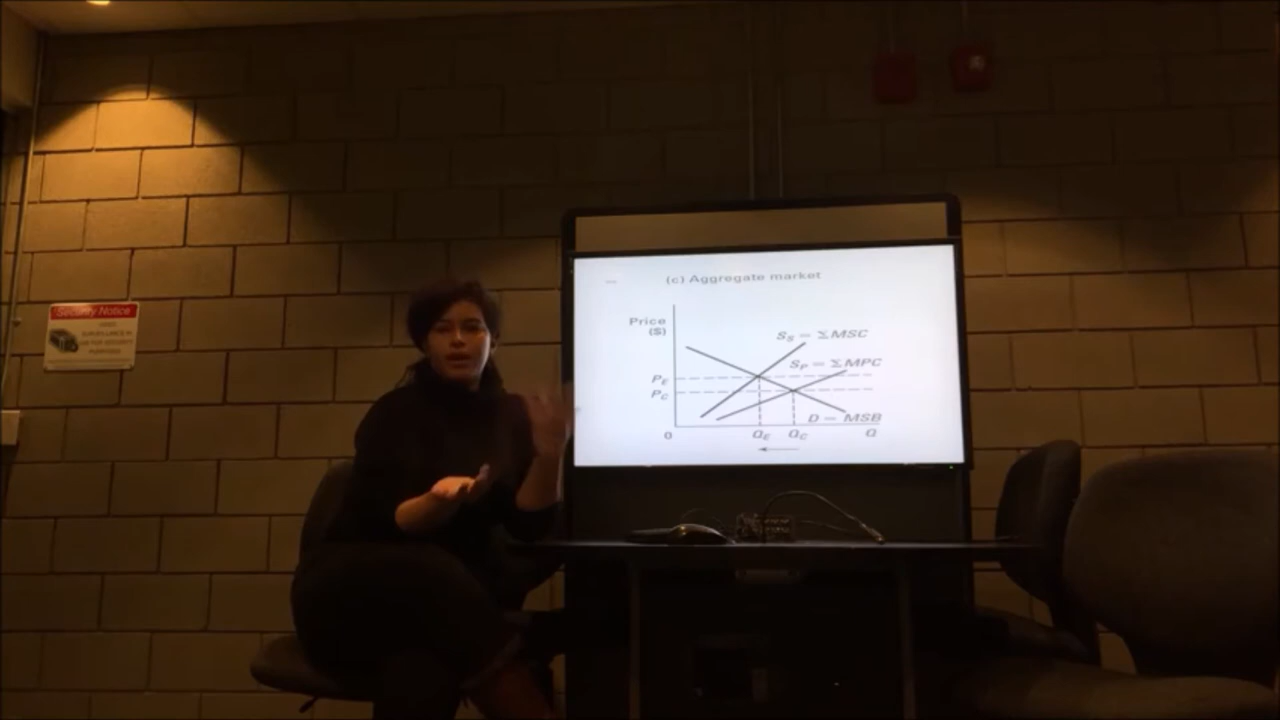 Security Notice
(c) Aggregate market
Price
($)
S_S = ΣMSC
S_P = ΣMPC
P_E
P_C
D = MSB
0
Q_E Q_C Q